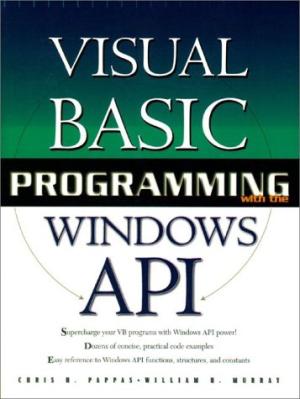 VISUAL
BASIC
PROGRAMMING
with the
WINDOWS
API
Supercharge your VB programs with Windows API power!
Dozens of concise, practical code examples
Easy reference to Windows API functions, structures, and constants
CHRIS H. PAPPAS • WILLIAM H. MURRAY